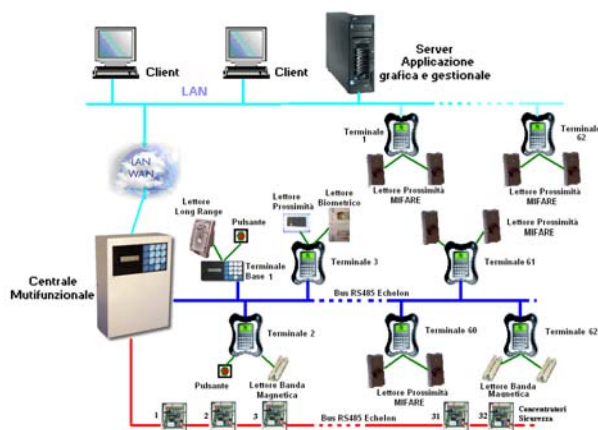 Client
Client
Server
Applicazione
grafica e gestionale
LAN
Terminale
1
Terminale
62
LAN
WAN
Lettore Prossimità
MIFARE
Lettore Prossimità
MIFARE
Lettore
Long Range
Pulsante
Lettore
Prossimità
Lettore
Biometrico
Lettore Prossimità
MIFARE
Terminale
Base 1
Terminale 3
Terminale 61
Centrale
Mutifunzionale
Bus RS485 Echelon
Terminale 2
Terminale 60
Terminale 62
Pulsante
Lettore Banda
Magnetica
Lettore Prossimità
MIFARE
Lettore Banda
Magnetica
1
2
3
Bus RS485 Echelon
31
32
Concentratori
Sicurezza